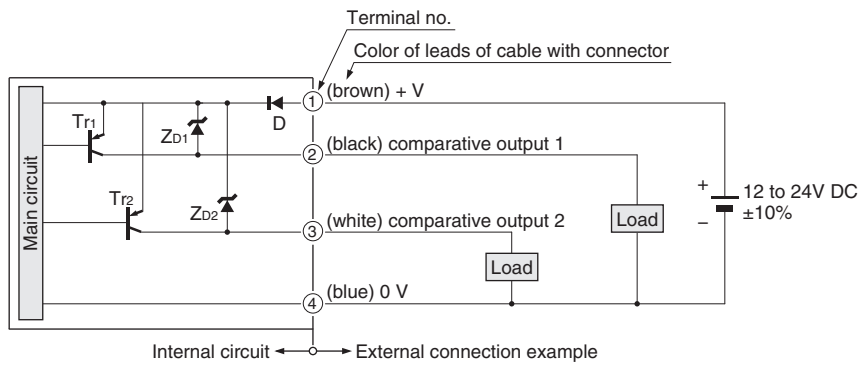 Terminal no.
Color of leads of cable with connector
Main circuit
Tr1
Tr2
ZD1
ZD2
D
1 (brown) + V
2 (black) comparative output 1
3 (white) comparative output 2
4 (blue) 0 V
Load
Load
+
−
12 to 24V DC
±10%
Internal circuit
External connection example